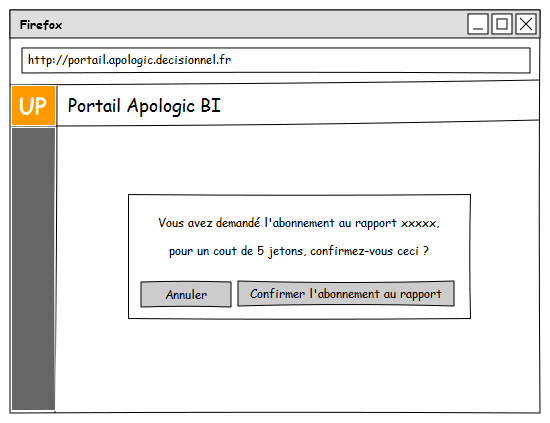 Firefox
http://portail.apologic.decisionnel.fr
UP Portail Apologic BI
Vous avez demandé l'abonnement au rapport xxxxx,
pour un cout de 5 jetons, confirmez-vous ceci ?
Annuler Confirmer l'abonnement au rapport